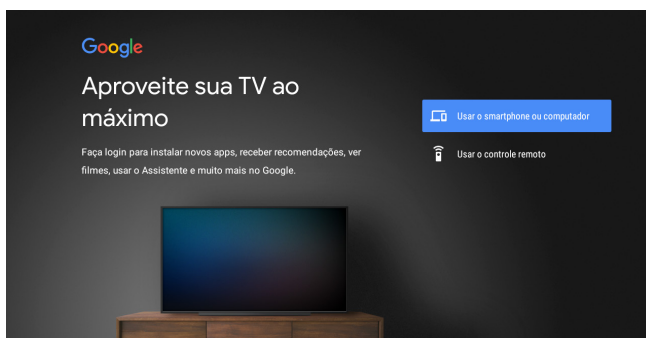 Google
Aproveite sua TV ao
máximo
Faça login para instalar novos apps, receber recomendações, ver
filmes, usar o Assistente e muito mais no Google.
Usar o smartphone ou computador
Usar o controle remoto